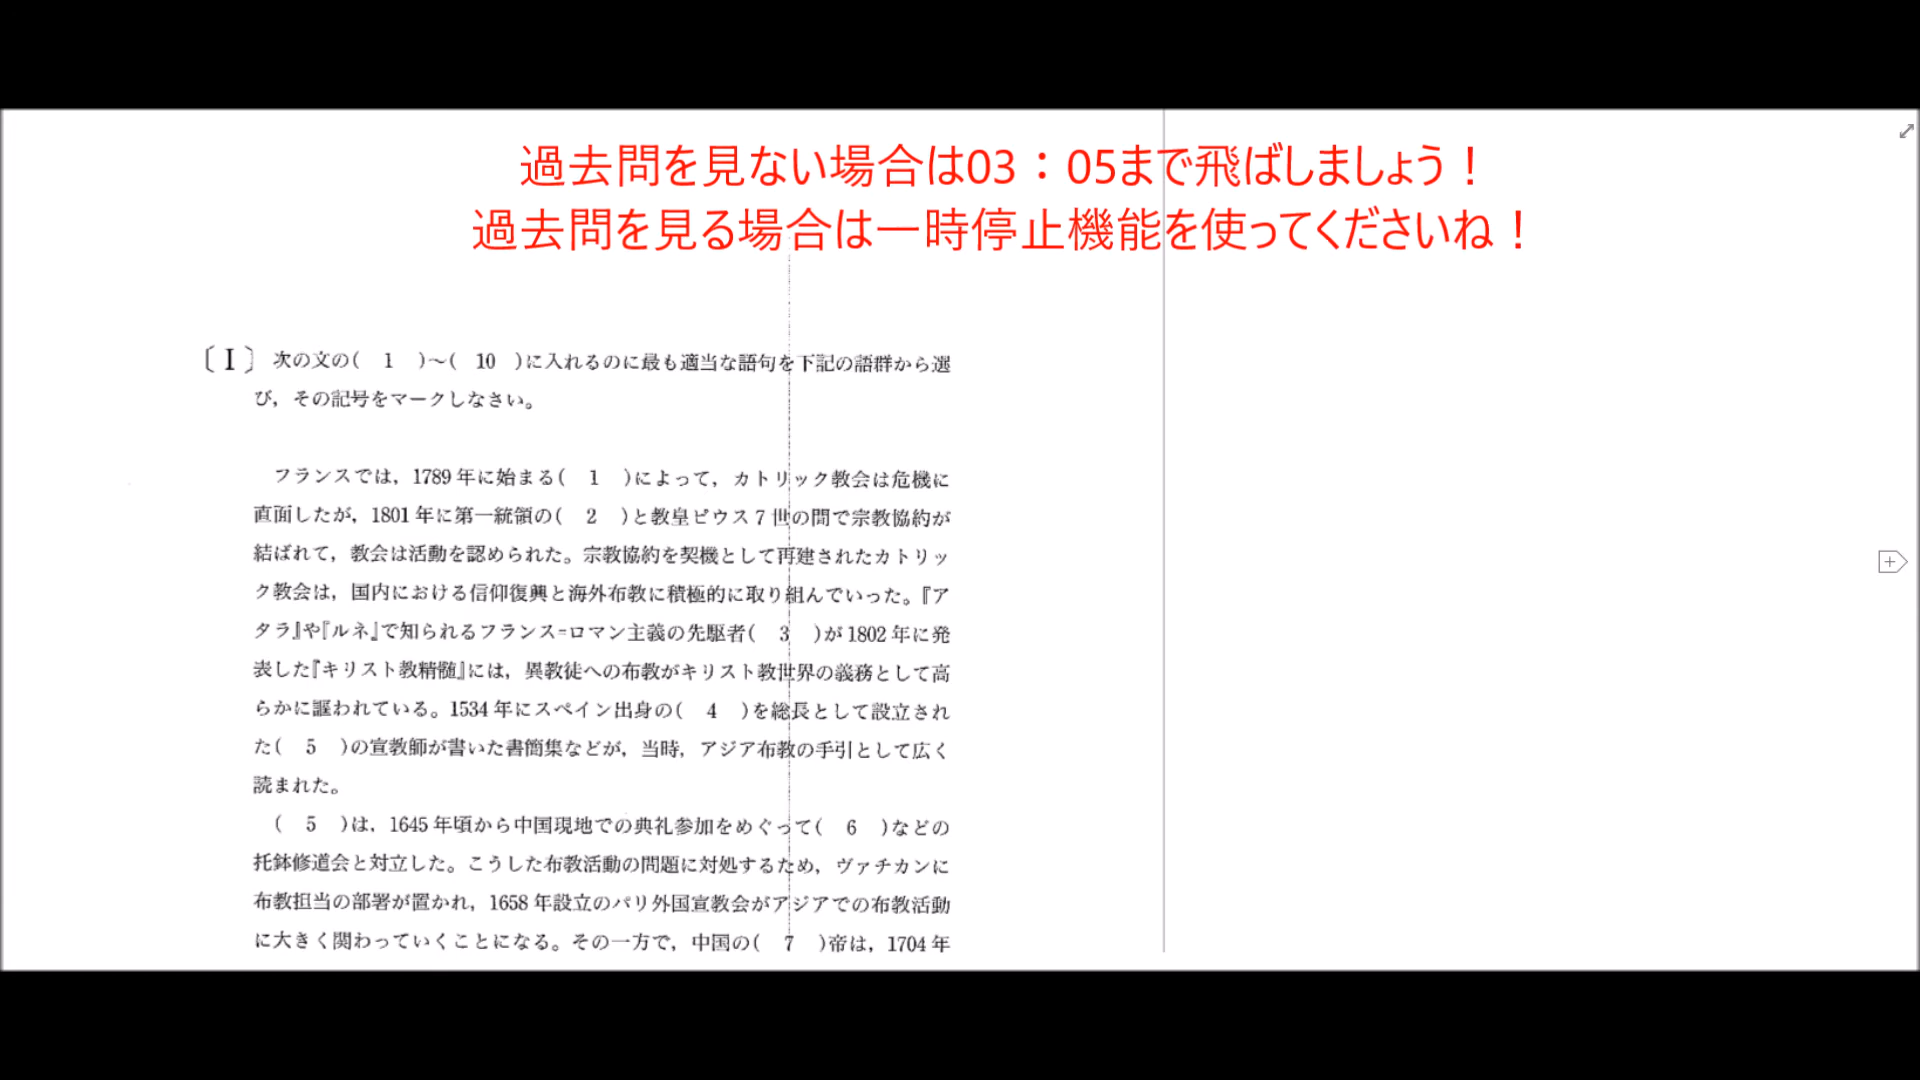 過去問を見ない場合は03：05まで飛ばしましょう！
過去問を見る場合は一時停止機能を使ってくださいね！
〔Ⅰ〕 次の文の( 1 )～( 10 )に入れるのに最も適当な語句を下記の語群から選
び，その記号をマークしなさい。
フランスでは，1789年に始まる( 1 )によって，カトリック教会は危機に
直面したが，1801年に第一統領の( 2 )と教皇ピウス7世の間で宗教協約が
結ばれて，教会は活動を認められた。宗教協約を契機として再建されたカトリッ
ク教会は，国内における信仰復興と海外布教に積極的に取り組んでいった。『ア
タラ』や『ルネ』で知られるフランス=ロマン主義の先駆者( 3 )が1802年に発
表した『キリスト教精髄』には，異教徒への布教がキリスト教世界の義務として高
らかに謳われている。1534年にスペイン出身の( 4 )を総長として設立され
た( 5 )の宣教師が書いた書簡集などが，当時，アジア布教の手引として広く
読まれた。
( 5 )は，1645年頃から中国現地での典礼参加をめぐって( 6 )などの
托鉢修道会と対立した。こうした布教活動の問題に対処するため，ヴァチカンに
布教担当の部署が置かれ，1658年設立のパリ外国宣教会がアジアでの布教活動
に大きく関わっていくことになる。その一方で，中国の( 7 )帝は，1704年